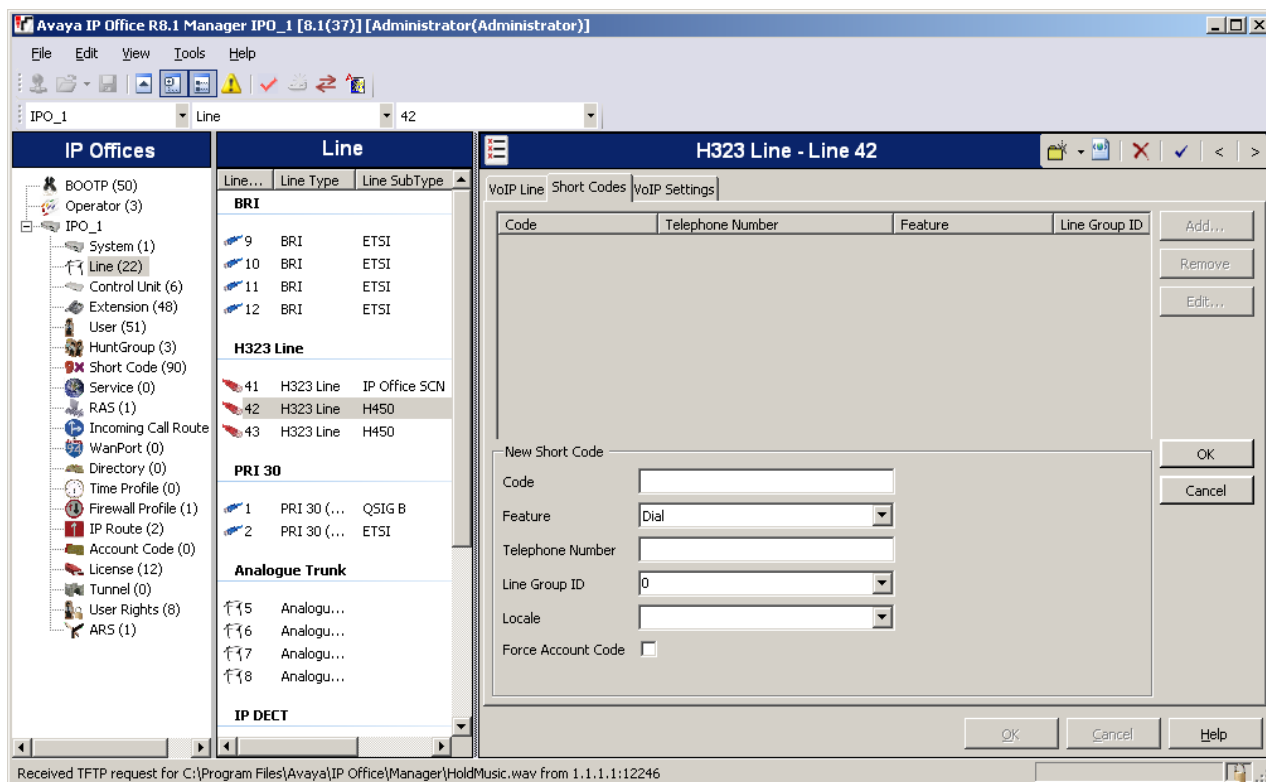 Avaya IP Office R8.1 Manager IPO_1 [8.1(37)] [Administrator(Administrator)]
File Edit View Tools Help
IPO_1 Line 42
IP Offices
BOOTP (50)
Operator (3)
IPO_1
System (1)
Line (22)
Control Unit (6)
Extension (48)
User (51)
HuntGroup (3)
Short Code (90)
Service (0)
RAS (1)
Incoming Call Route
WanPort (0)
Directory (0)
Time Profile (0)
Firewall Profile (1)
IP Route (2)
Account Code (0)
License (12)
Tunnel (0)
User Rights (8)
ARS (1)
Line
Line... Line Type Line SubType
BRI
9 BRI ETSI
10 BRI ETSI
11 BRI ETSI
12 BRI ETSI
H323 Line
41 H323 Line IP Office SCN
42 H323 Line H450
43 H323 Line H450
PRI 30
1 PRI 30 (... QSIG B
2 PRI 30 (... ETSI
Analogue Trunk
5 Analogu...
6 Analogu...
7 Analogu...
8 Analogu...
IP DECT
H323 Line - Line 42
VoIP Line Short Codes VoIP Settings
Code Telephone Number Feature Line Group ID
Add...
Remove
Edit...
New Short Code
Code
Feature Dial
Telephone Number
Line Group ID 0
Locale
Force Account Code
OK
Cancel
OK Cancel Help
Received TFTP request for C:\Program Files\Avaya\IP Office\Manager\HoldMusic.wav from 1.1.1.1:12246